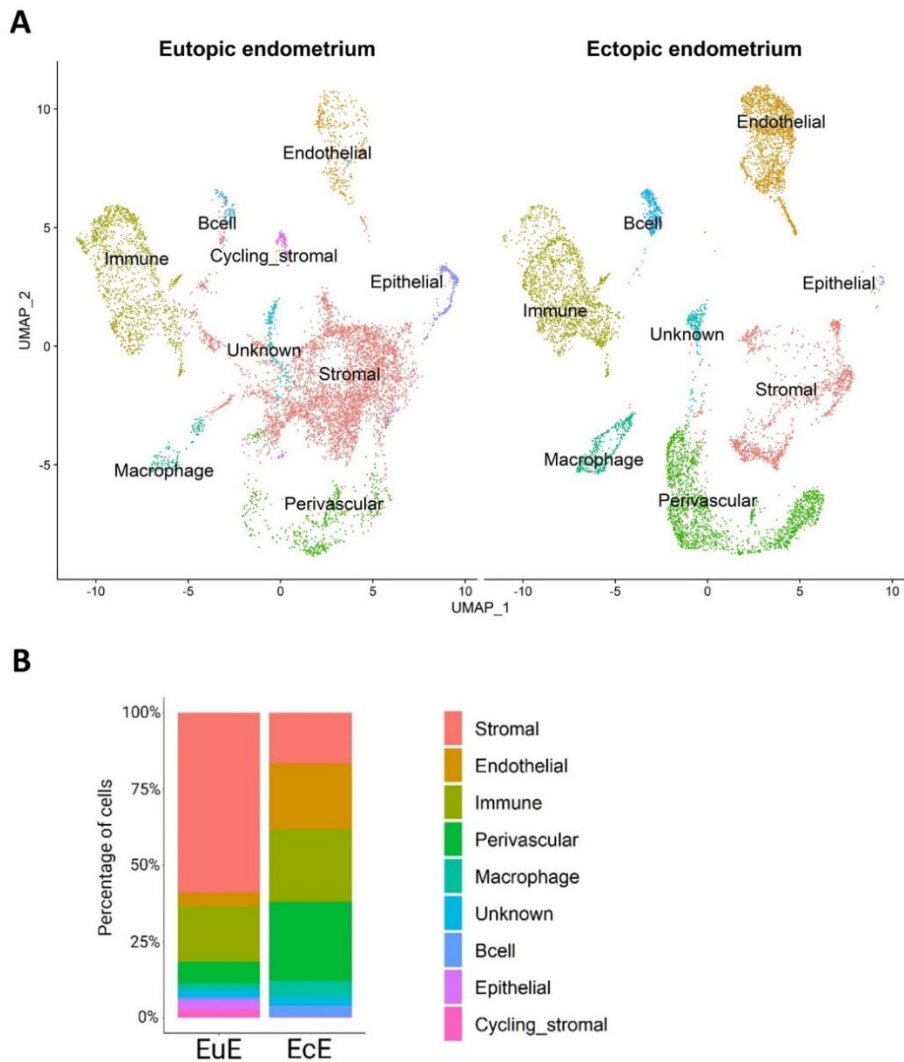 A
Eutopic endometrium
Ectopic endometrium
10
5
0
-5
UMAP_2
Endothelial
Bcell
Immune
Cycling_stromal
Epithelial
Unknown
Stromal
Macrophage
Perivascular
-10
-5
0
5
10
Endothelial
Bcell
Epithelial
Immune
Unknown
Stromal
Macrophage
Perivascular
-10
-5
0
5
10
UMAP_1
B
Percentage of cells
100%
75%
50%
25%
0%
EuE
EcE
Stromal
Endothelial
Immune
Perivascular
Macrophage
Unknown
Bcell
Epithelial
Cycling_stromal